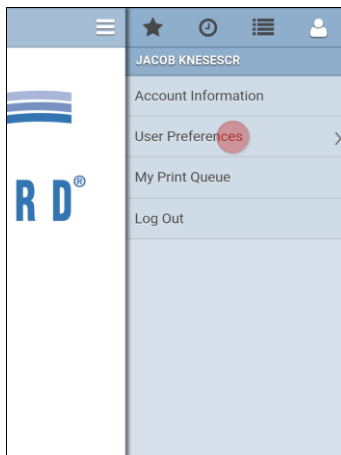 JACOB KNESESCR
Account Information
User Preferences
My Print Queue
R D®
Log Out